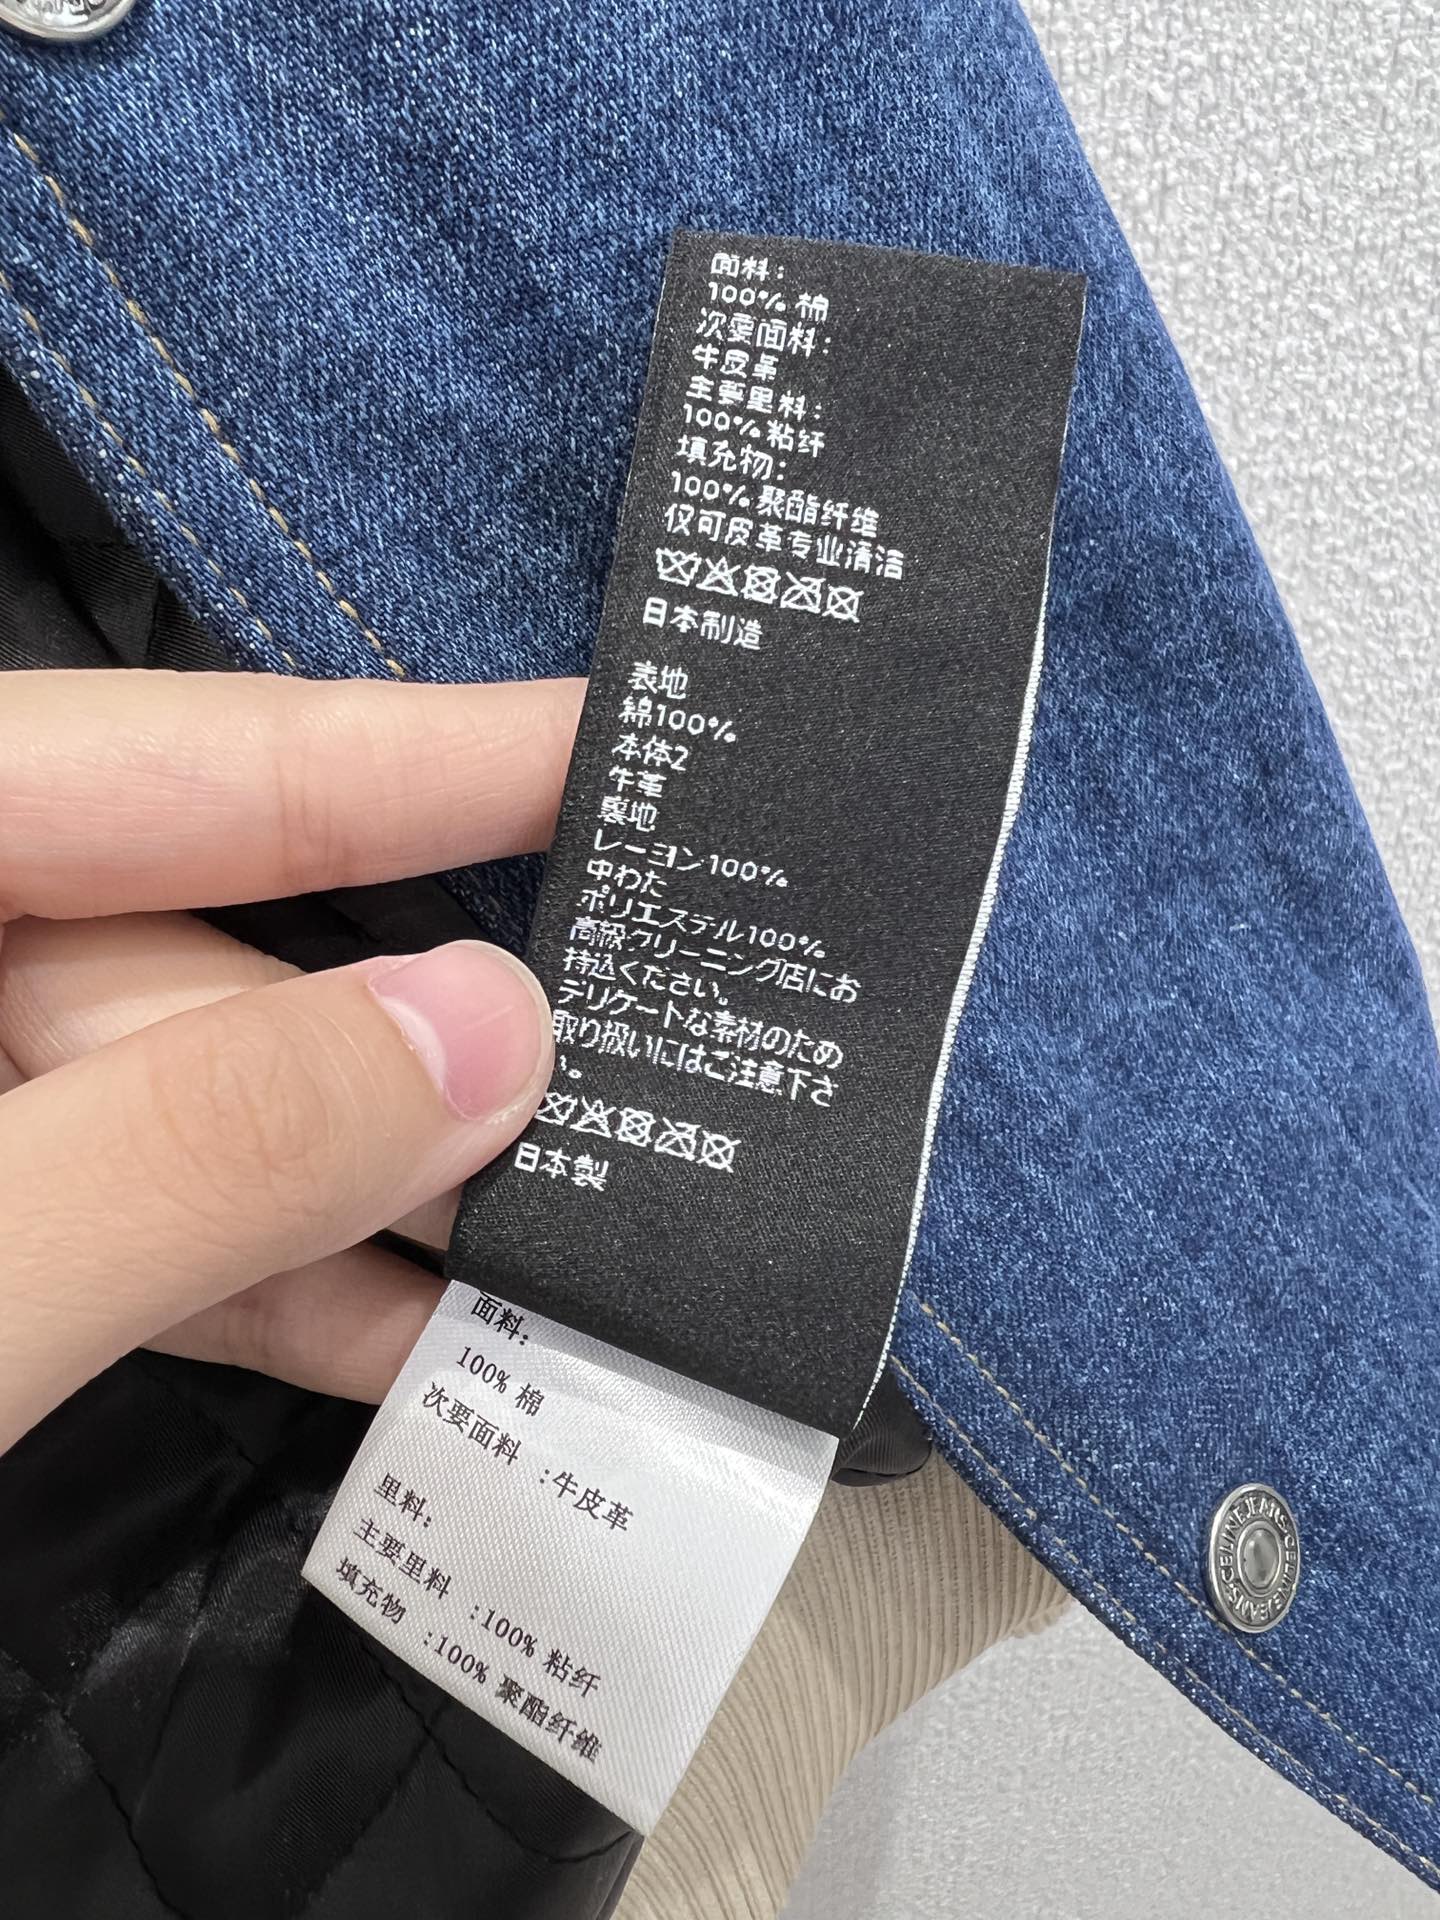 面料:
100% 棉
次要面料:
牛皮革
主要里料:
100% 粘纤
填充物:
100% 聚酯纤维
仅可皮革专业清洁
日本制造
表地
綿100%
本体2
牛革
裏地
レーヨン100%
中わた
ポリエステル100%
高級クリーニング店にお
持込ください。
デリケートな素材のため
取り扱いにはご注意下さ
い。
日本製
面料:
100% 棉
次要面料 :牛皮革
里料:
主要里料 :100% 粘纤
填充物 :100% 聚酯纤维
CELINE JEANS·CELINE JEANS·